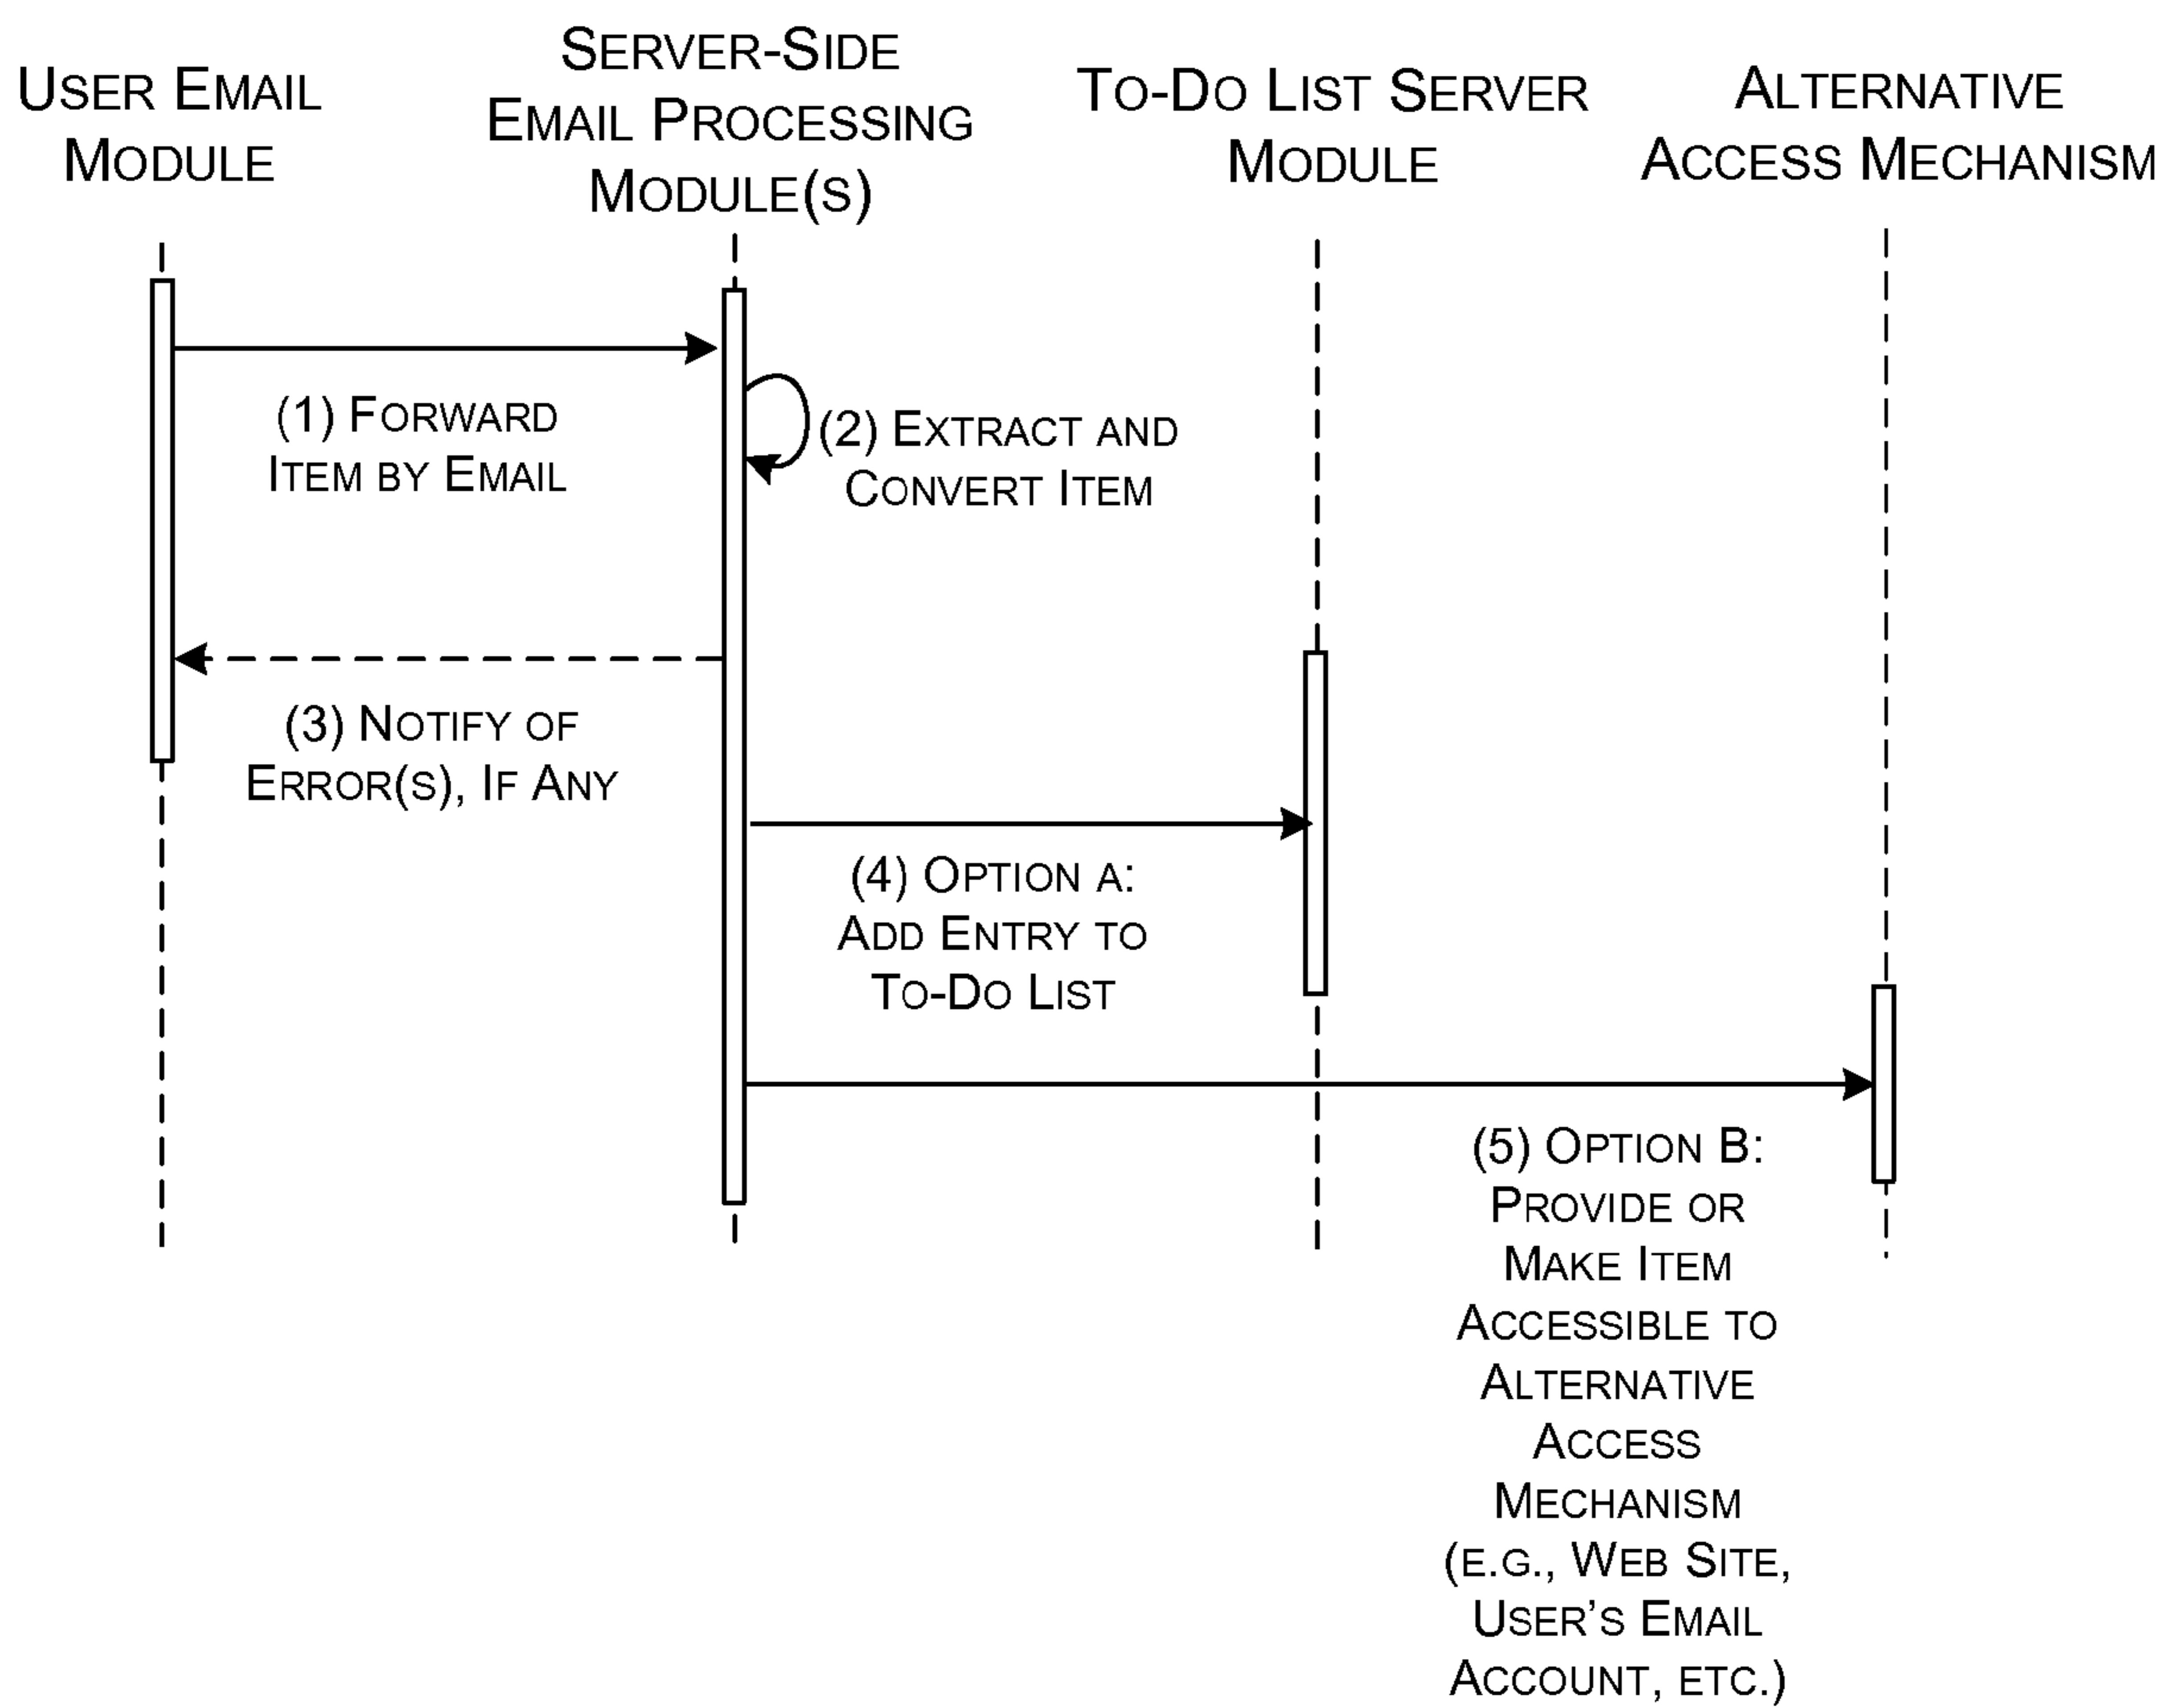 USER EMAIL
MODULE
SERVER-SIDE
EMAIL PROCESSING
MODULE(S)
TO-DO LIST SERVER
MODULE
ALTERNATIVE
ACCESS MECHANISM
(1) FORWARD
ITEM BY EMAIL
(2) EXTRACT AND
CONVERT ITEM
(3) NOTIFY OF
ERROR(S), IF ANY
(4) OPTION A:
ADD ENTRY TO
TO-DO LIST
(5) OPTION B:
PROVIDE OR
MAKE ITEM
ACCESSIBLE TO
ALTERNATIVE
ACCESS
MECHANISM
(E.G., WEB SITE,
USER'S EMAIL
ACCOUNT, ETC.)